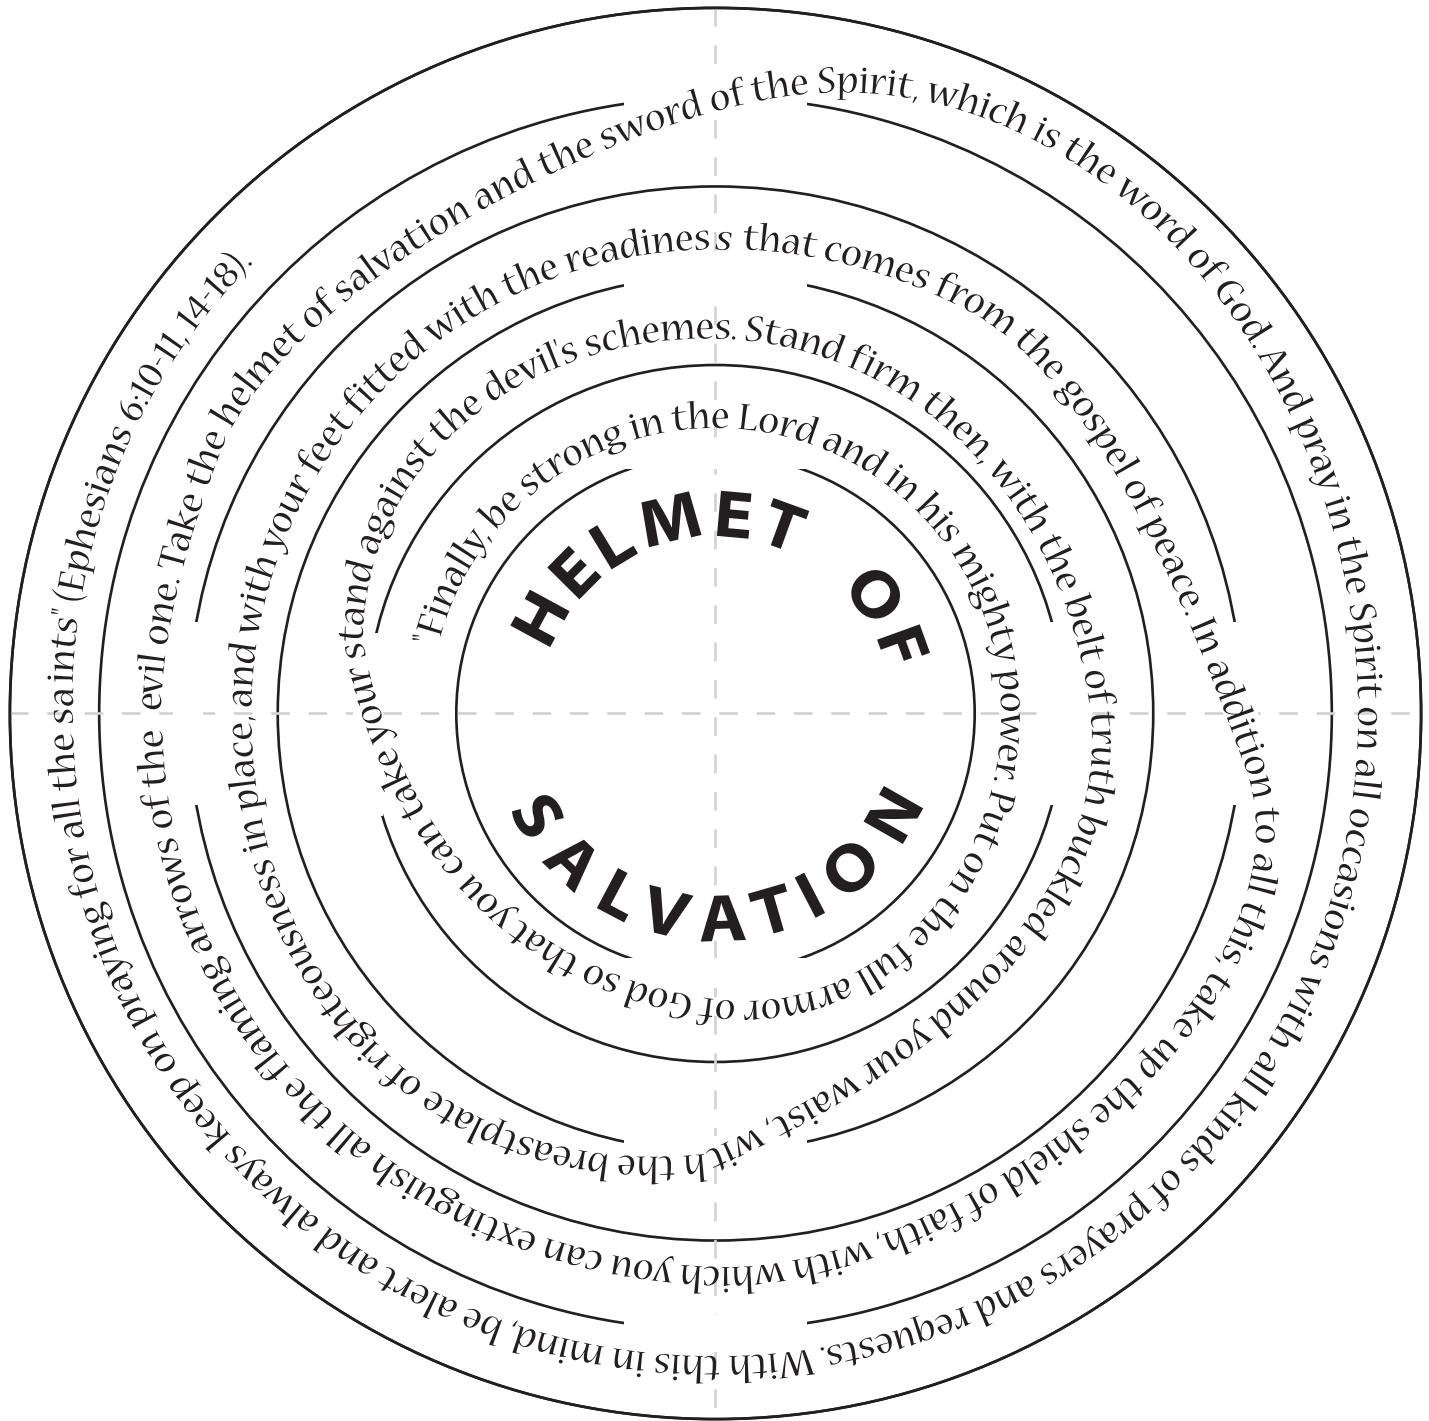 HELMET OF
SALVATION
"Finally, be strong in the Lord and in his mighty power. Put on the full armor of God so that you can take your stand against the devil's schemes. Stand firm then, with the belt of truth buckled around your waist, with the breastplate of righteousness in place, and with your feet fitted with the readiness that comes from the gospel of peace. In addition to all this, take up the shield of faith, with which you can extinguish all the flaming arrows of the evil one. Take the helmet of salvation and the sword of the Spirit, which is the word of God. And pray in the Spirit on all occasions with all kinds of prayers and requests. With this in mind, be alert and always keep on praying for all the saints" (Ephesians 6:10-11, 14-18).